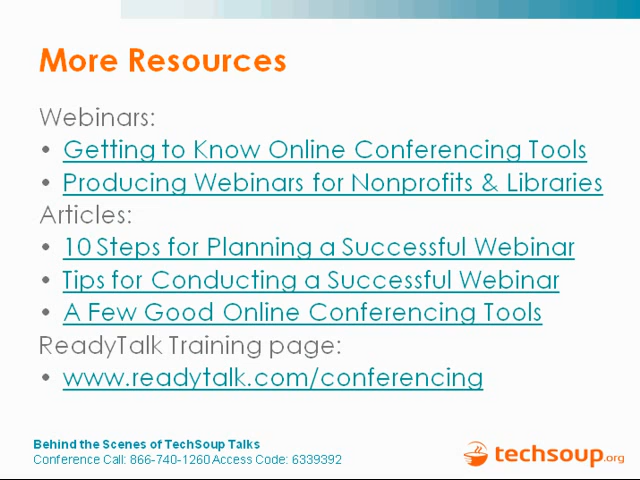 More Resources
Webinars:
• Getting to Know Online Conferencing Tools
• Producing Webinars for Nonprofits & Libraries
Articles:
• 10 Steps for Planning a Successful Webinar
• Tips for Conducting a Successful Webinar
• A Few Good Online Conferencing Tools
ReadyTalk Training page:
• www.readytalk.com/conferencing
Behind the Scenes of TechSoup Talks
Conference Call: 866-740-1260 Access Code: 6339392
techsoup.org